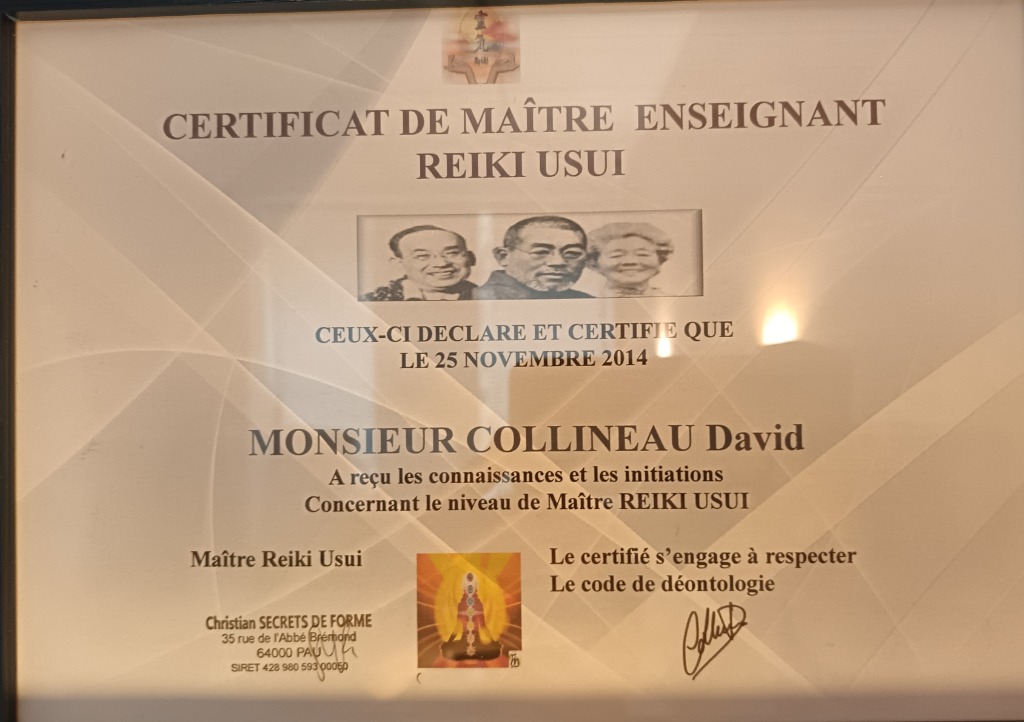 靈
氣
CERTIFICAT DE MAÎTRE ENSEIGNANT
REIKI USUI
CEUX-CI DECLARE ET CERTIFIE QUE
LE 25 NOVEMBRE 2014
MONSIEUR COLLINEAU David
A reçu les connaissances et les initiations
Concernant le niveau de Maître REIKI USUI
Maître Reiki Usui
Le certifié s’engage à respecter
Le code de déontologie
Christian SECRETS DE FORME
35 rue de l'Abbé Brémond
64000 PAU
SIRET 428 980 593 00050